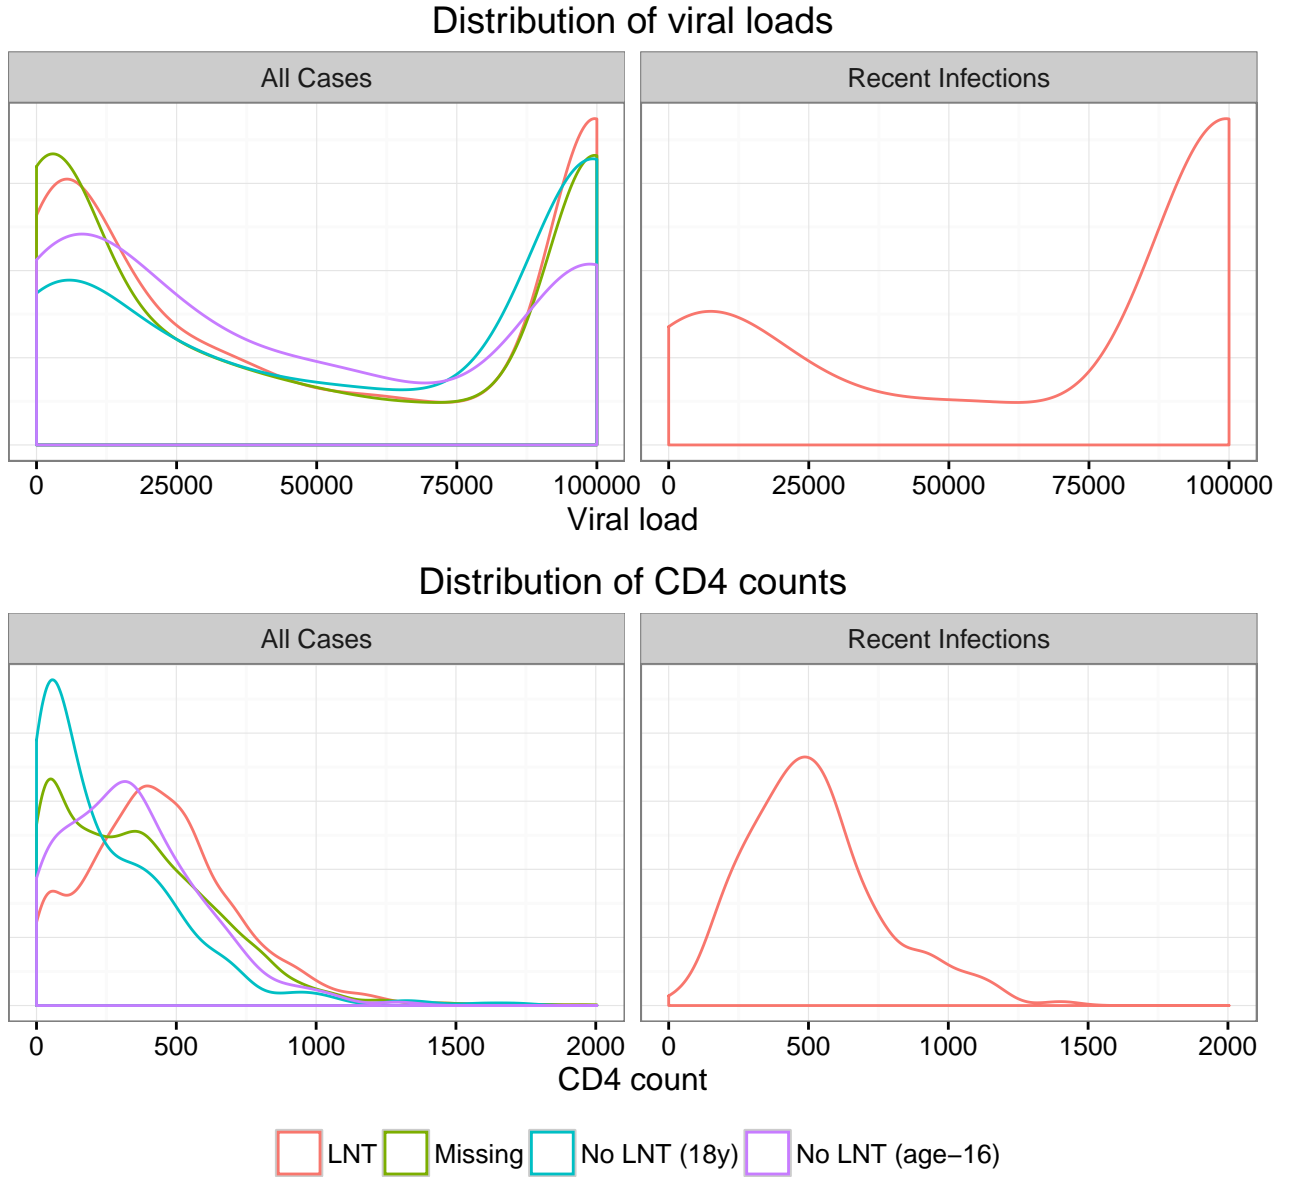 Distribution of viral loads
All Cases
Recent Infections
0 25000 50000 75000 100000 0 25000 50000 75000 100000
Viral load
Distribution of CD4 counts
All Cases
Recent Infections
0 500 1000 1500 2000 0 500 1000 1500 2000
CD4 count
LNT Missing No LNT (18y) No LNT (age−16)